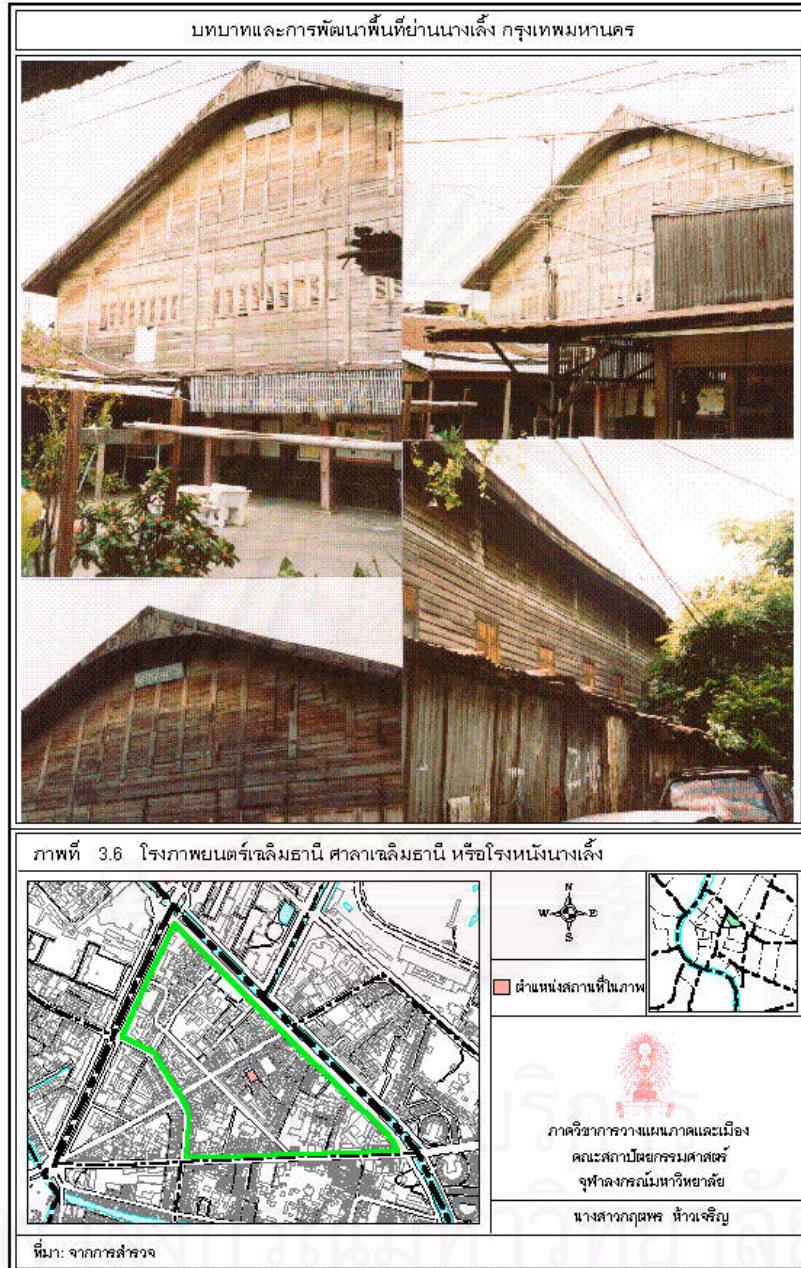 บทบาทและการพัฒนาพื้นที่ย่านนางเลิ้ง กรุงเทพมหานคร
ภาพที่ 3.6 โรงภาพยนตร์เฉลิมธานี ศาลาเฉลิมธานี หรือโรงหนังนางเลิ้ง
N
W E
S
ตำแหน่งสถานที่ในภาพ
ภาควิชาการวางแผนภาคและเมือง
คณะสถาปัตยกรรมศาสตร์
จุฬาลงกรณ์มหาวิทยาลัย
นางสาวกฤตพร ห้าวเจริญ
ที่มา: จากการสำรวจ